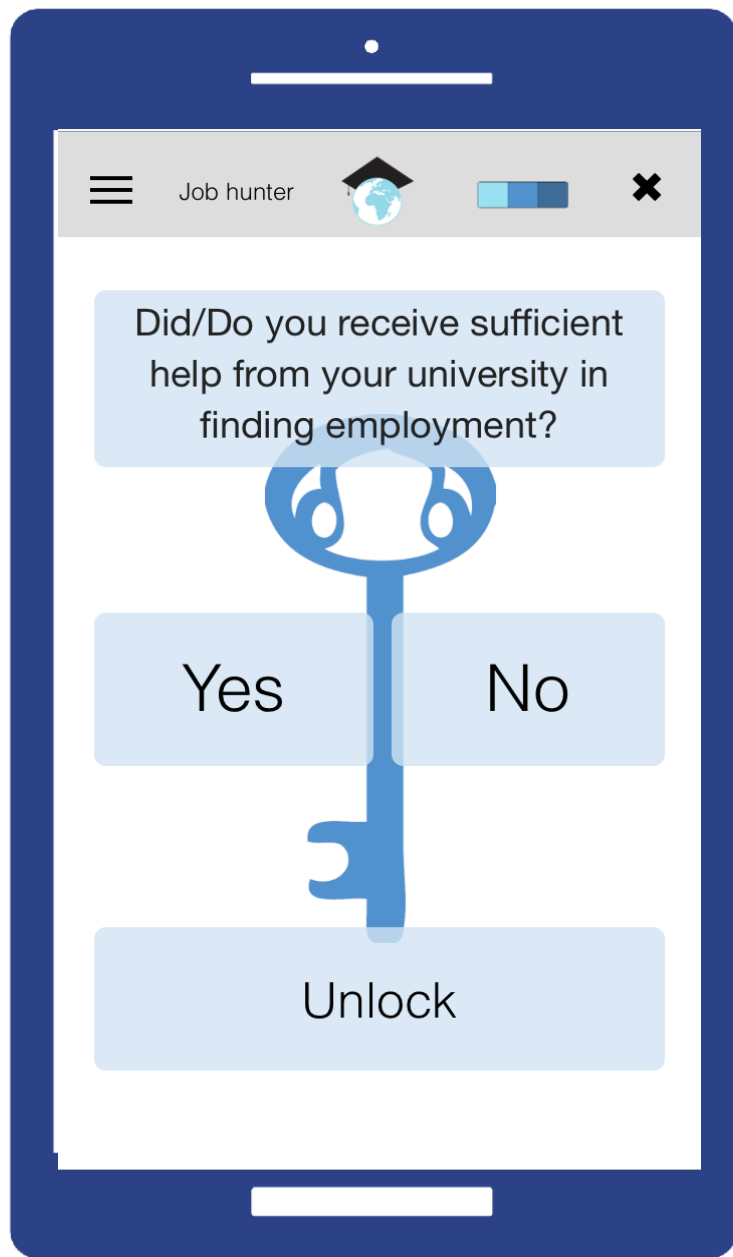 Job hunter
Did/Do you receive sufficient
help from your university in
finding employment?
Yes
No
Unlock